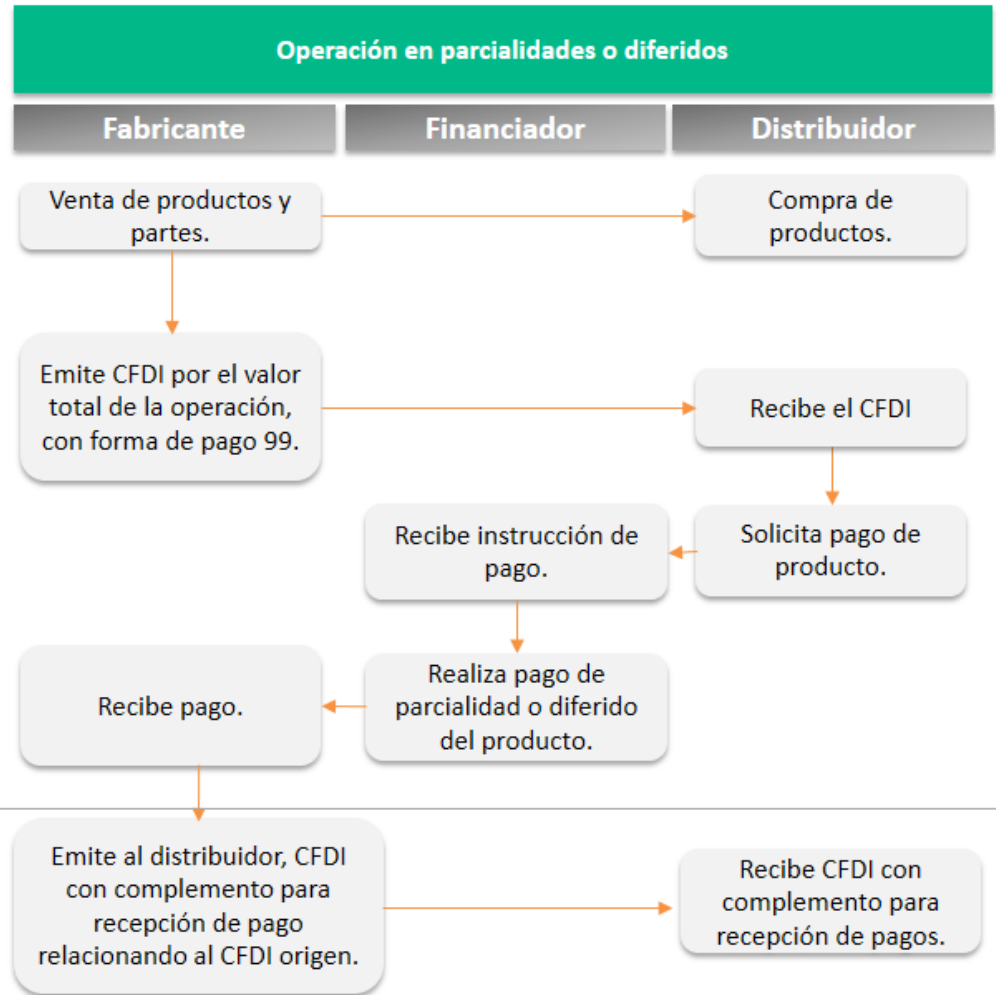 Operación en parcialidades o diferidos
Fabricante
Financiador
Distribuidor
Venta de productos y
partes.
Compra de
productos.
Emite CFDI por el valor
total de la operación,
con forma de pago 99.
Recibe el CFDI
Solicita pago de
producto.
Recibe instrucción de
pago.
Realiza pago de
parcialidad o diferido
del producto.
Recibe pago.
Emite al distribuidor, CFDI
con complemento para
recepción de pago
relacionando al CFDI origen.
Recibe CFDI con
complemento para
recepción de pagos.